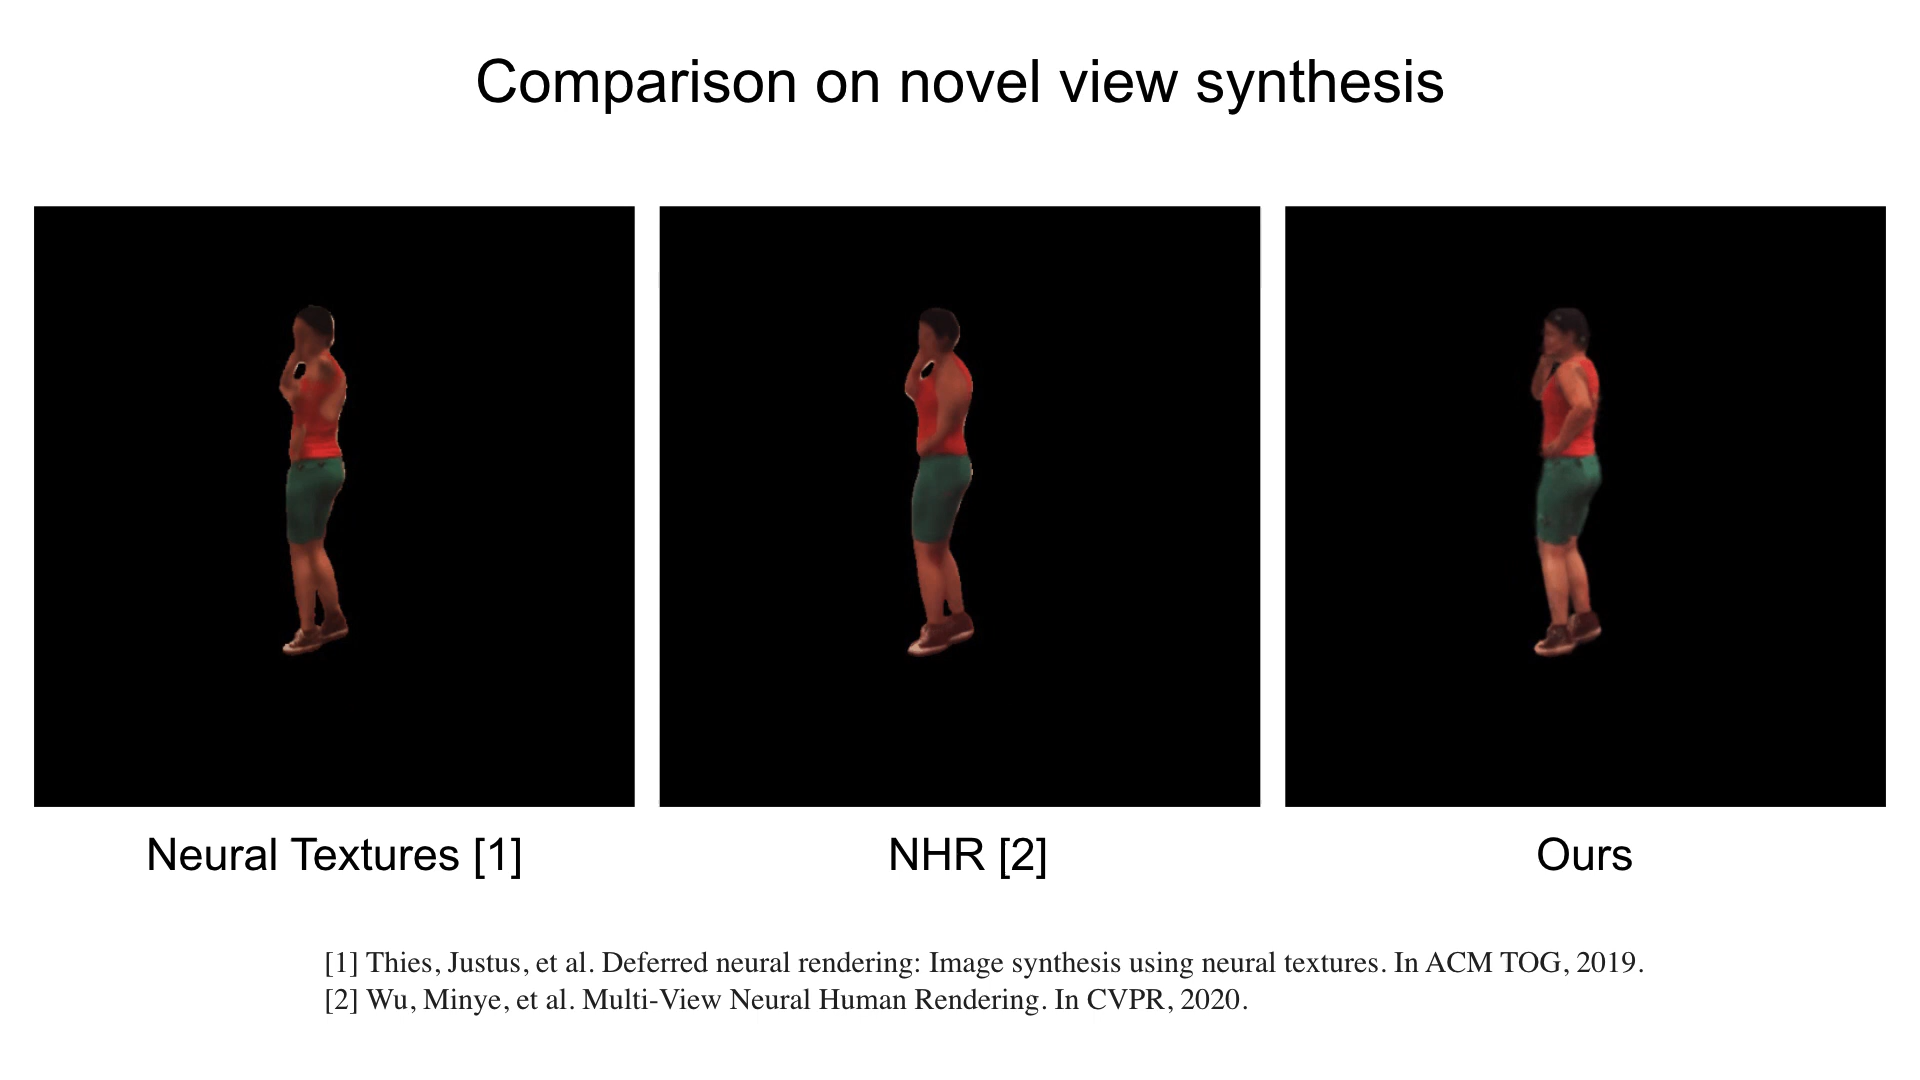 Comparison on novel view synthesis
Neural Textures [1]
NHR [2]
Ours
[1] Thies, Justus, et al. Deferred neural rendering: Image synthesis using neural textures. In ACM TOG, 2019.
[2] Wu, Minye, et al. Multi-View Neural Human Rendering. In CVPR, 2020.